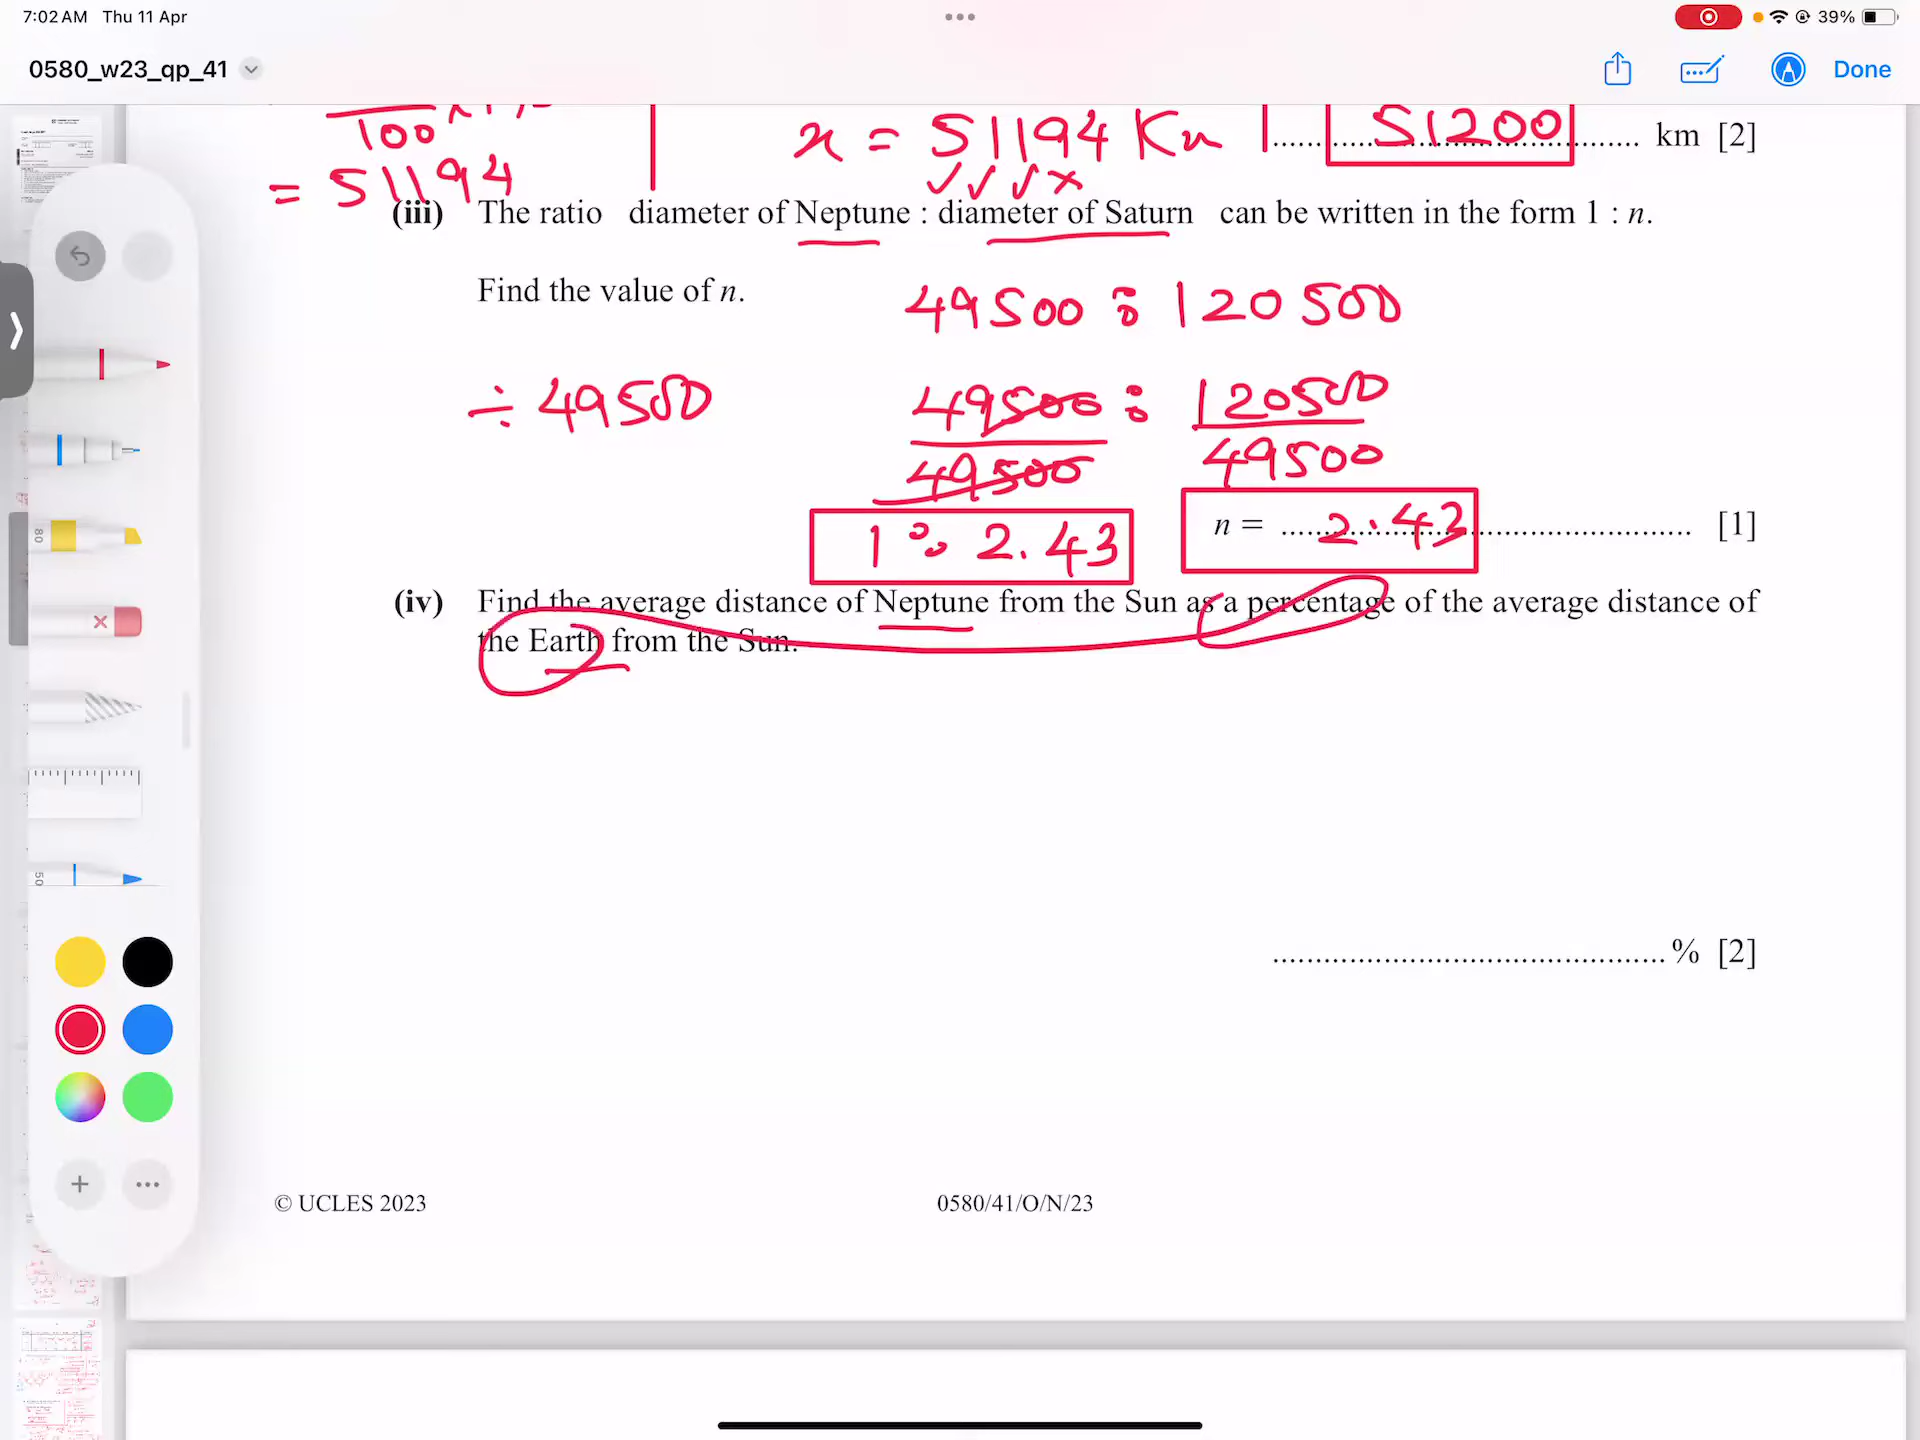 7:02 AM Thu 11 Apr
39%
0580_w23_qp_41
Done
100
= 51194
x = 51194 Km
51200 km [2]
(iii) The ratio diameter of Neptune : diameter of Saturn can be written in the form 1 : n.
Find the value of n.
49500 : 120500
÷ 49500
49500 : 120500
49500 49500
1 : 2.43
n = 2.43 [1]
(iv) Find the average distance of Neptune from the Sun as a percentage of the average distance of
the Earth from the Sun.
% [2]
80
50
© UCLES 2023
0580/41/O/N/23